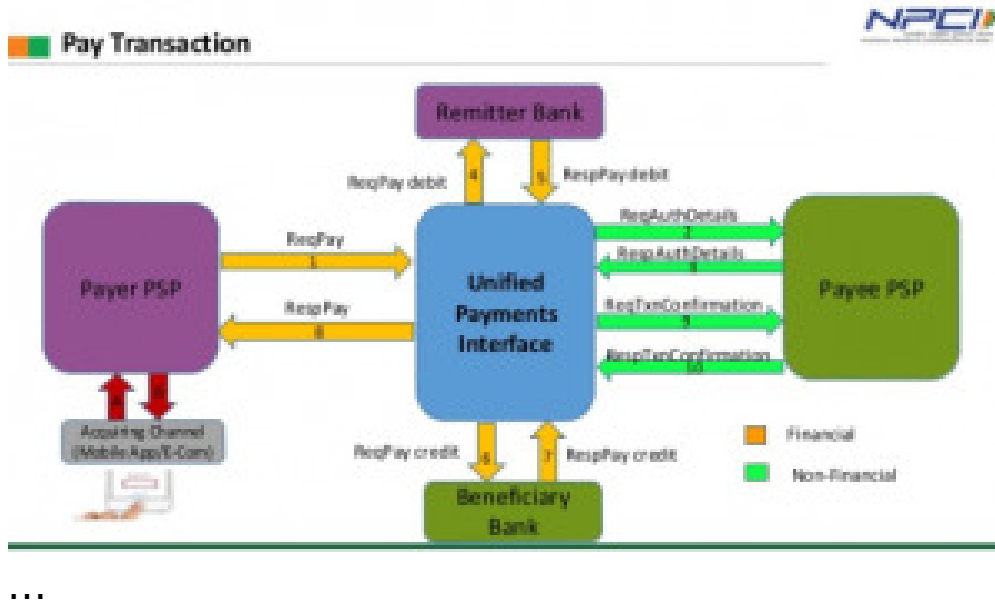 Pay Transaction
NPCI
Remitter Bank
ReqPay debit
4
5
RespPay debit
ReqAuthDetails
2
RespAuthDetails
3
ReqPay
1
Payer PSP
Unified
Payments
Interface
Payee PSP
RespPay
8
ReqTxnConfirmation
9
RespTxnConfirmation
10
A
Acquiring Channel
(Mobile App/E-Com)
ReqPay credit
6
7
RespPay credit
Financial
Non-Financial
Beneficiary
Bank
...